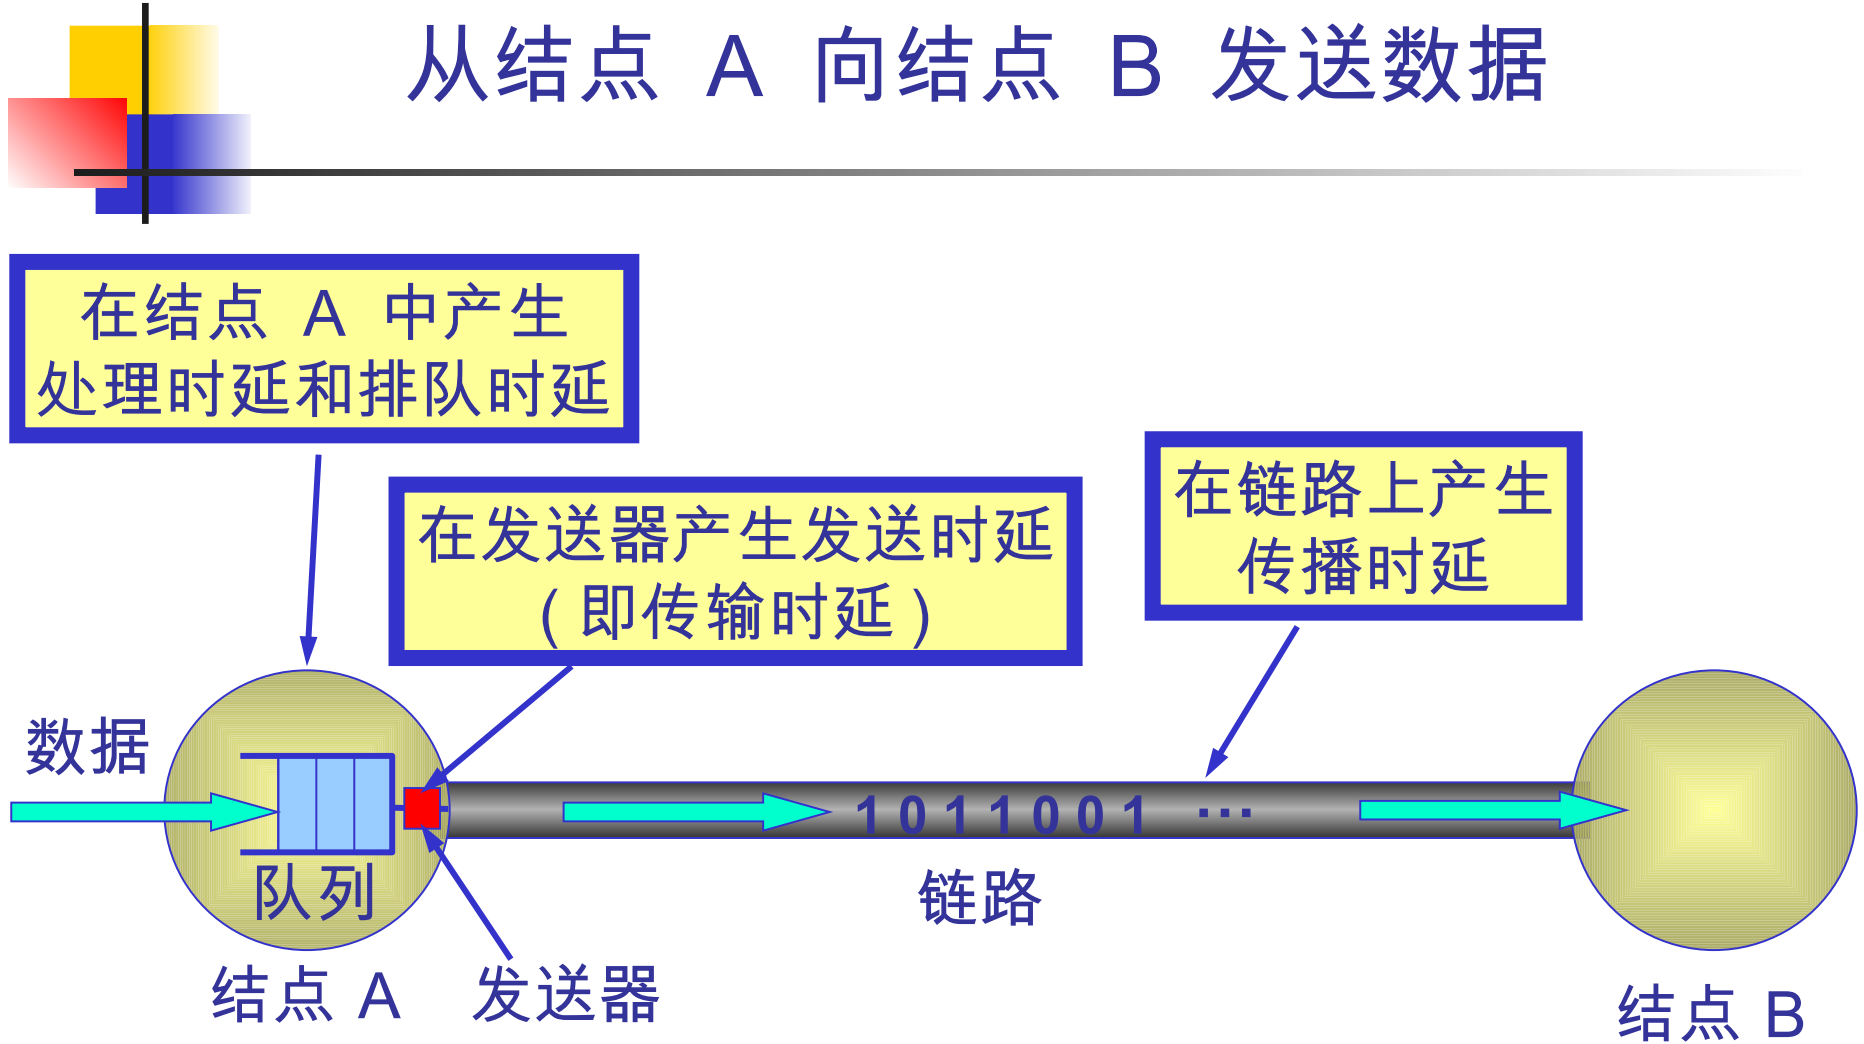 从结点 A 向结点 B 发送数据
在结点 A 中产生
处理时延和排队时延
在发送器产生发送时延
(即传输时延)
在链路上产生
传播时延
数据
1 0 1 1 0 0 1 …
队列
链路
结点 A
发送器
结点 B